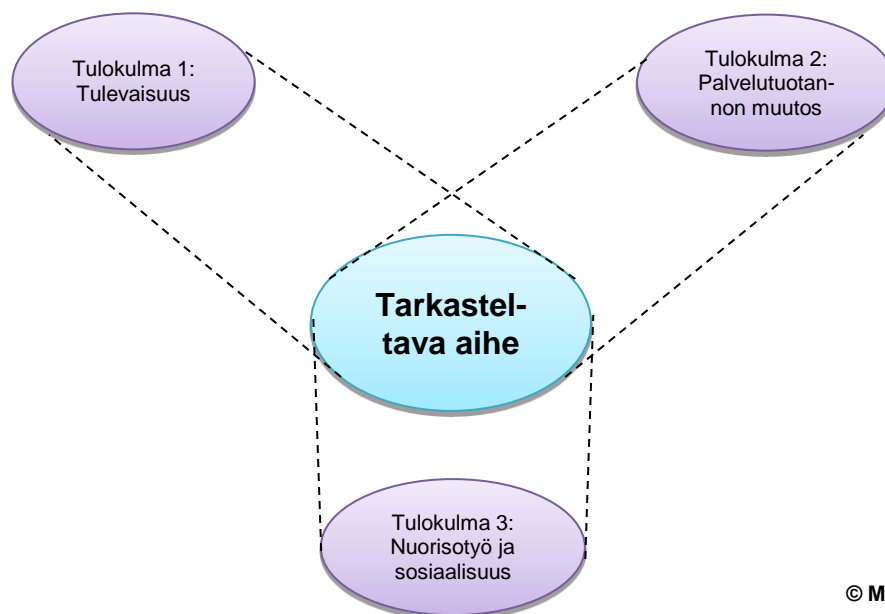 Tulokulma 1:
Tulevaisuus
Tulokulma 2:
Palvelutuotan-
non muutos
Tarkastel-
tava aihe
Tulokulma 3:
Nuorisotyö ja
sosiaalisuus
© M